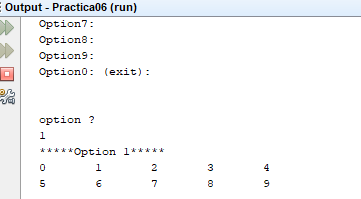 Output - Practica06 (run)
Option7:
Option8:
Option9:
Option0: (exit):
option ?
1
*****Option 1*****
0 1 2 3 4
5 6 7 8 9